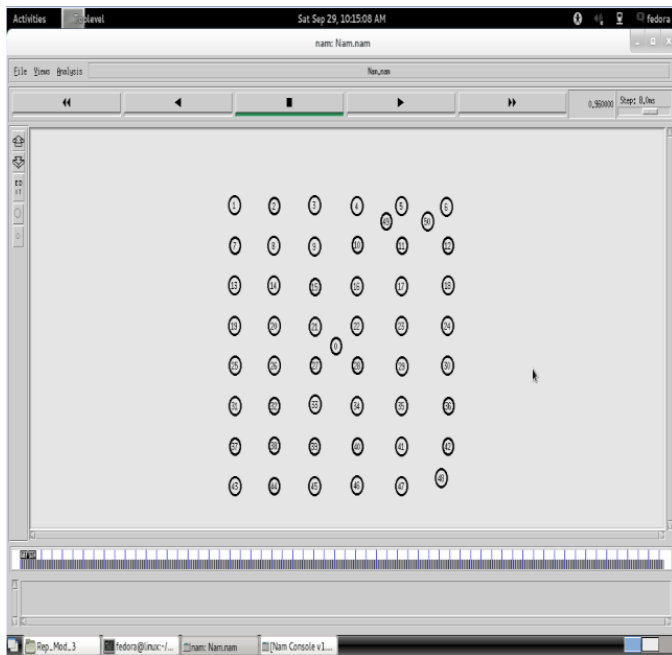 Activities Toplevel Sat Sep 29, 10:15:08 AM fedora
nam: Nam.nam
File Views Analysis Nam.nam
0.960000 Step: 8.0ms
1 2 3 4 5 6
49 50
7 8 9 10 11 12
13 14 15 16 17 18
19 20 21 22 23 24
0
25 26 27 28 29 30
31 32 33 34 35 36
37 38 39 40 41 42
43 44 45 46 47 48
Rep_Mod_3 fedora@linux:~/... nam: Nam.nam [Nam Console v1....